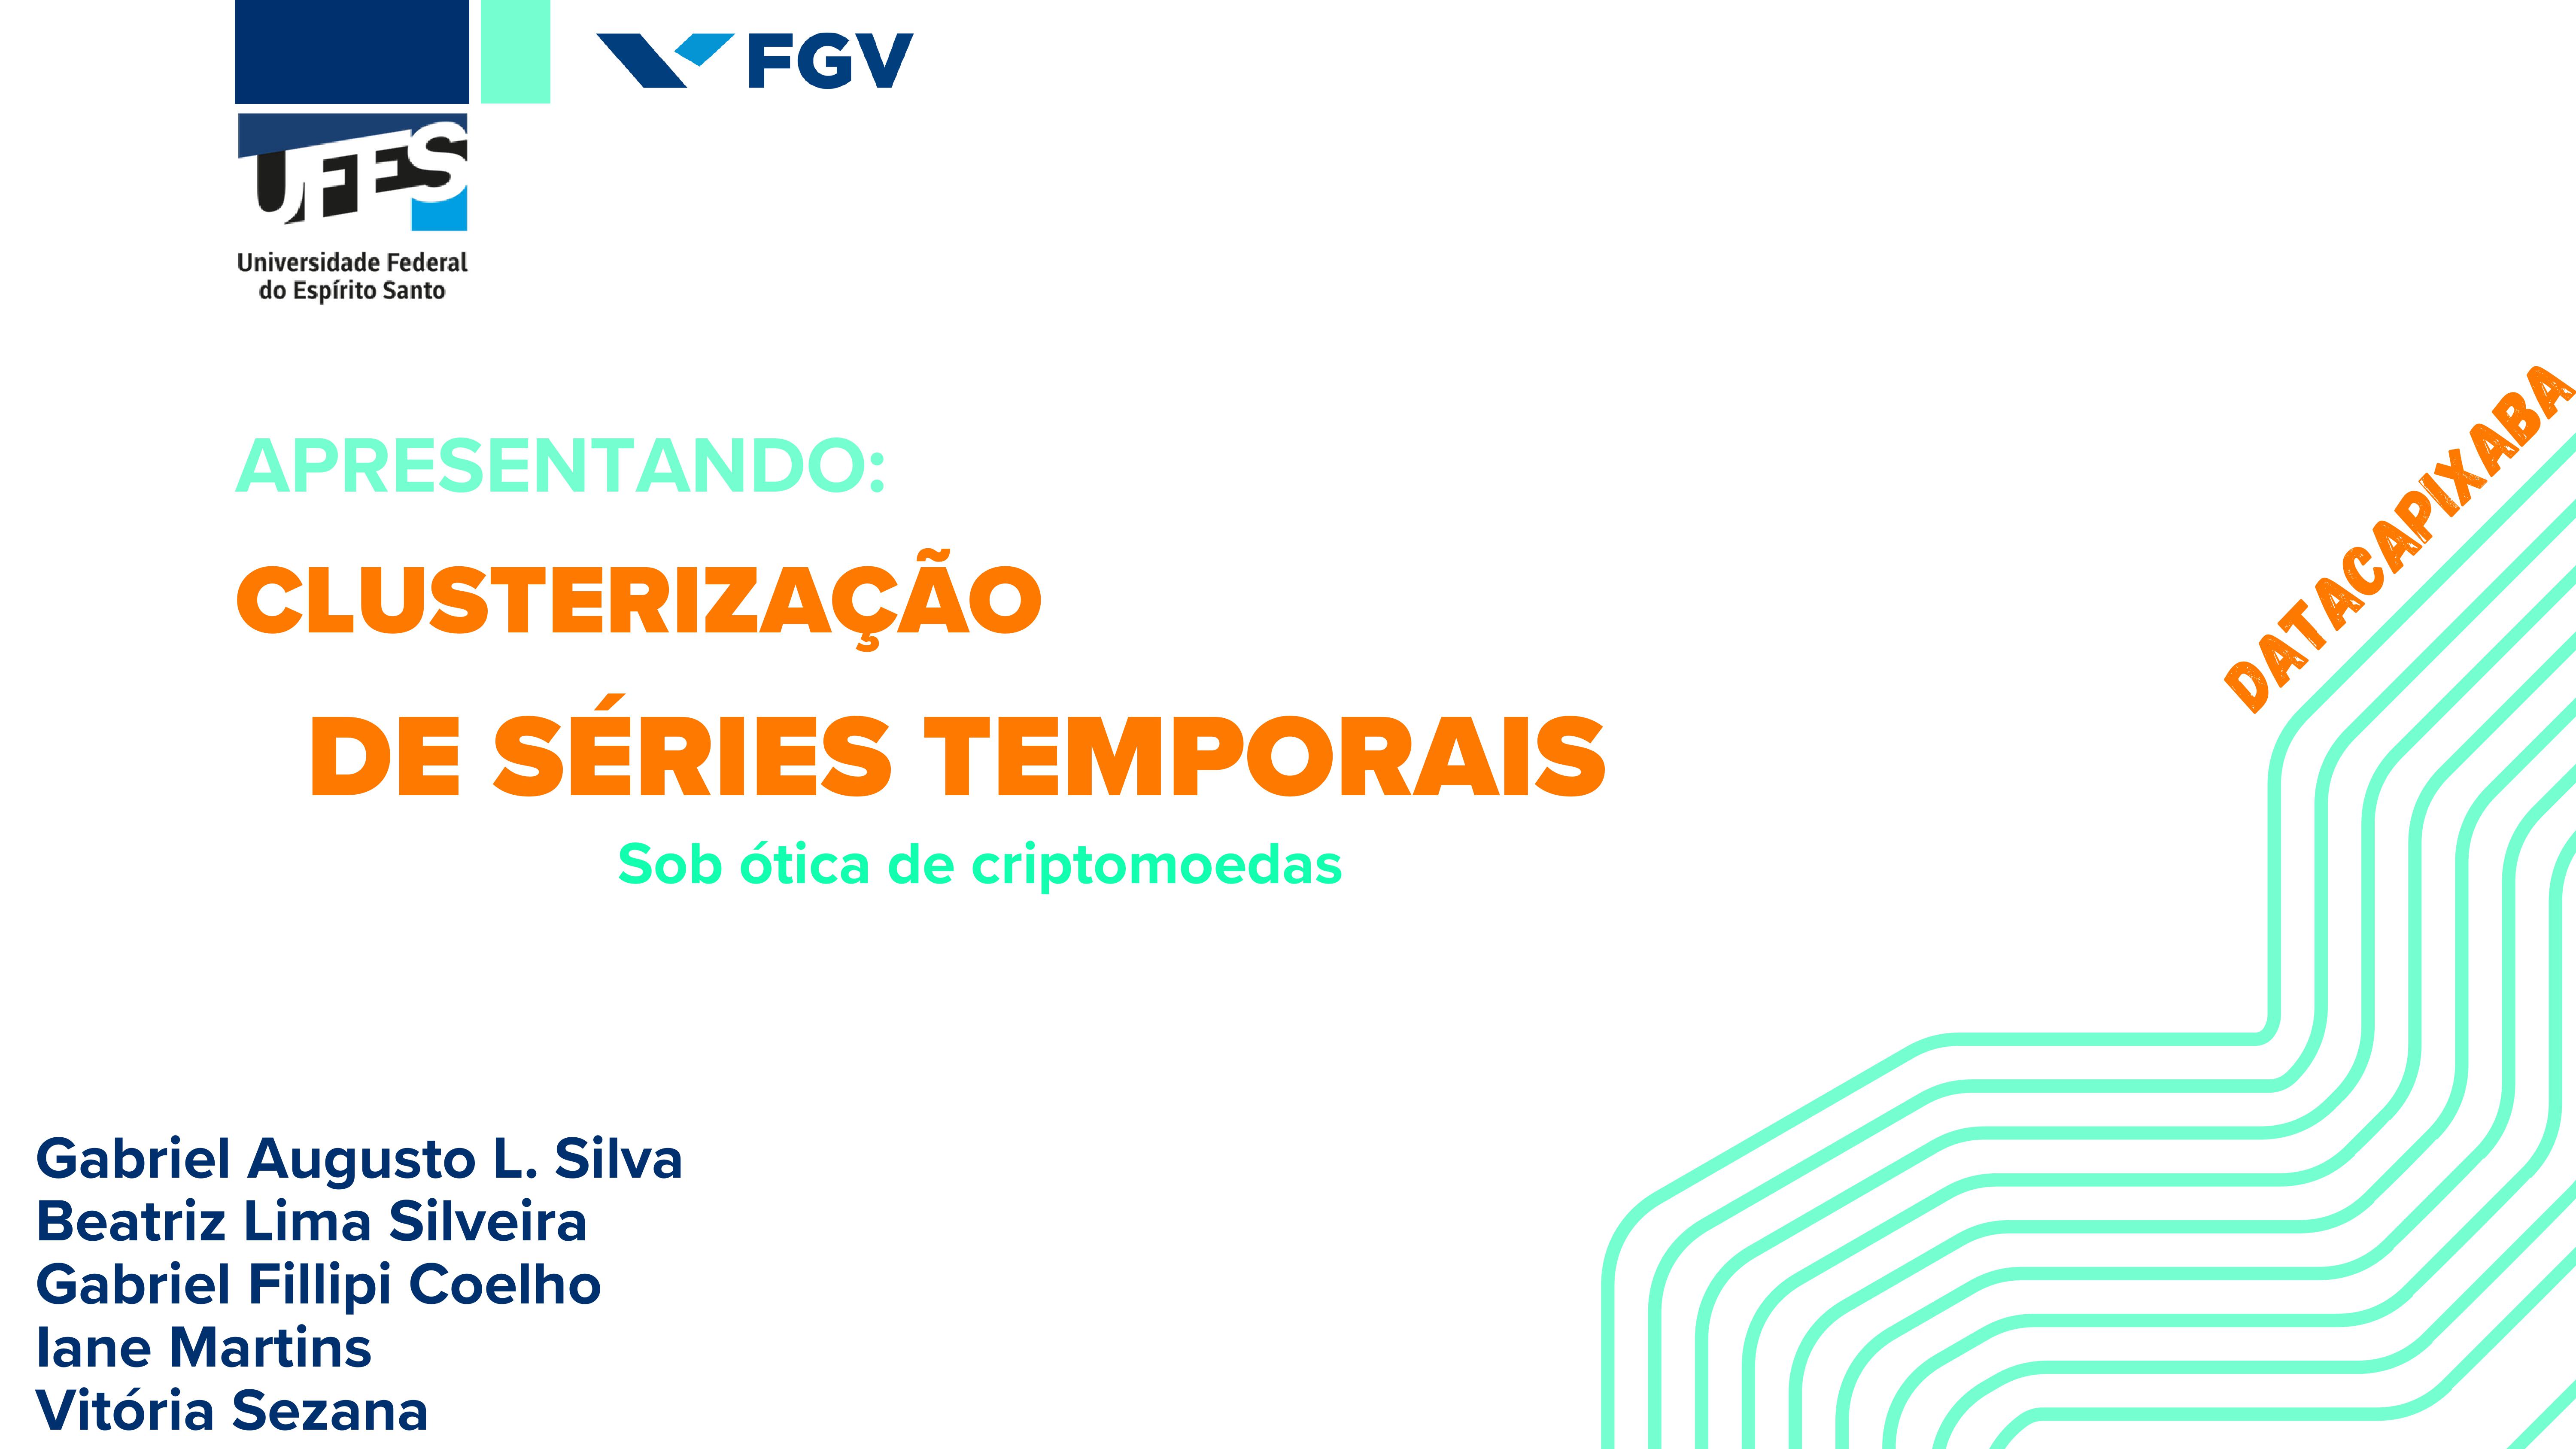 FGV
UFES
Universidade Federal
do Espírito Santo
APRESENTANDO:
CLUSTERIZAÇÃO
DE SÉRIES TEMPORAIS
Sob ótica de criptomoedas
DATACAPIXABA
Gabriel Augusto L. Silva
Beatriz Lima Silveira
Gabriel Fillipi Coelho
Iane Martins
Vitória Sezana